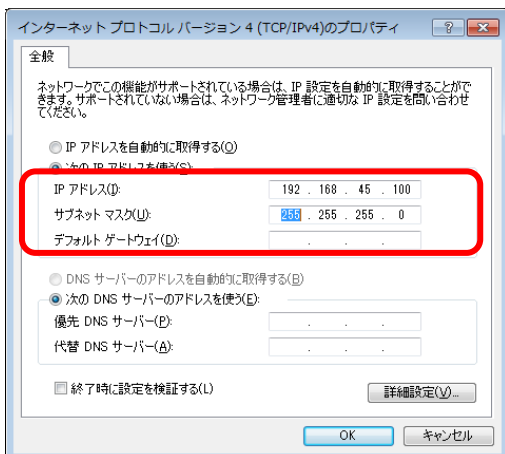 インターネット プロトコル バージョン 4 (TCP/IPv4)のプロパティ
全般
ネットワークでこの機能がサポートされている場合は、IP 設定を自動的に取得することがで
きます。サポートされていない場合は、ネットワーク管理者に適切な IP 設定を問い合わせ
てください。
IP アドレスを自動的に取得する(O)
次の IP アドレスを使う(S):
IP アドレス(I): 192 . 168 . 45 . 100
サブネット マスク(U): 255 . 255 . 255 . 0
デフォルト ゲートウェイ(D): . . .
DNS サーバーのアドレスを自動的に取得する(B)
次の DNS サーバーのアドレスを使う(E):
優先 DNS サーバー(P): . . .
代替 DNS サーバー(A): . . .
終了時に設定を検証する(L)
詳細設定(V)...
OK キャンセル